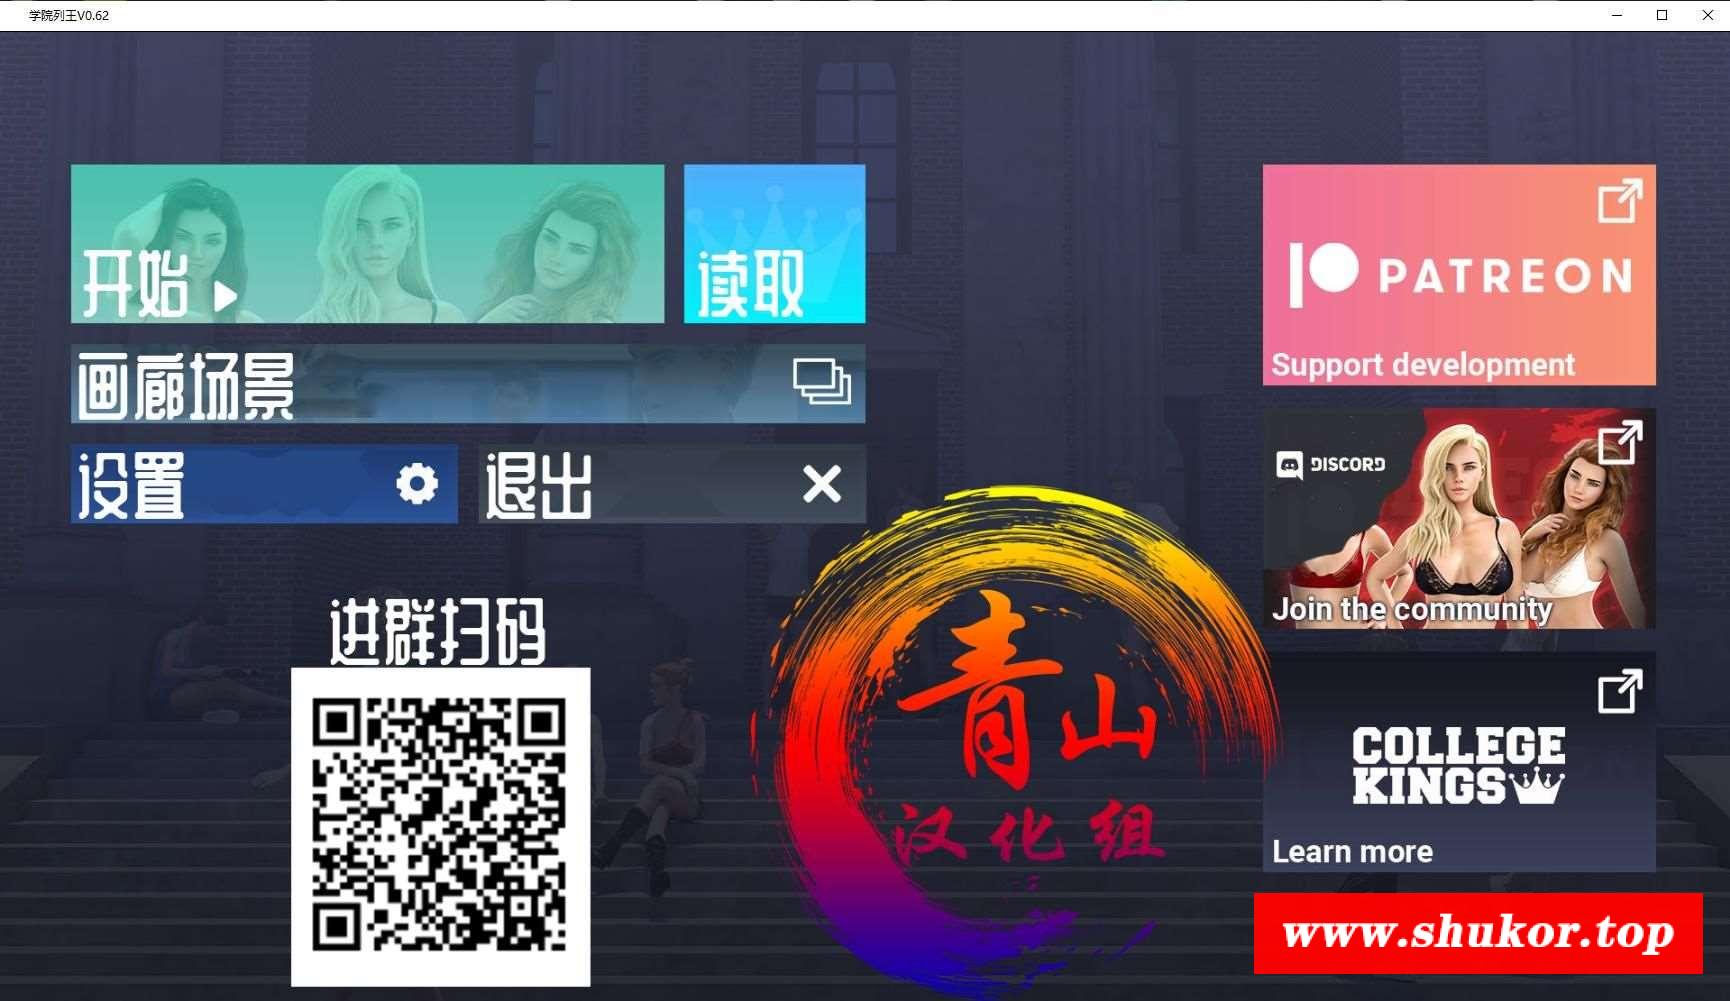 学院列王V0.62
开始
读取
画廊场景
设置
退出
进群扫码
青山
汉化组
PATREON
Support development
DISCORD
Join the community
COLLEGE
KINGS
Learn more
www.shukor.top